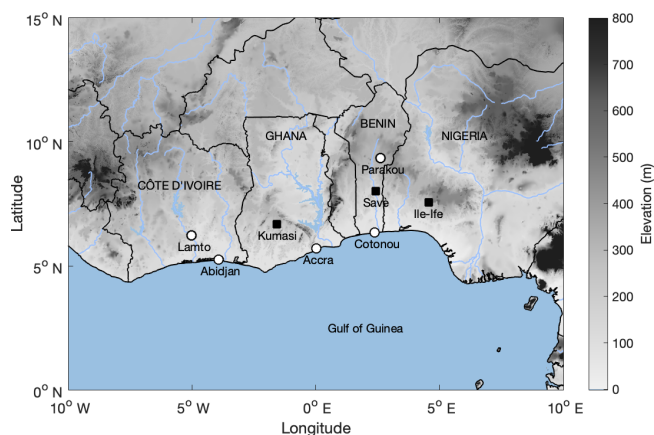 15° N
10° N
5° N
0° N
Latitude
10° W
5° W
0° E
5° E
10° E
Longitude
GHANA
BENIN
NIGERIA
CÔTE D'IVOIRE
Parakou
Savè
Ile-Ife
Kumasi
Lamto
Cotonou
Accra
Abidjan
Gulf of Guinea
800
700
600
500
400
300
200
100
0
Elevation (m)